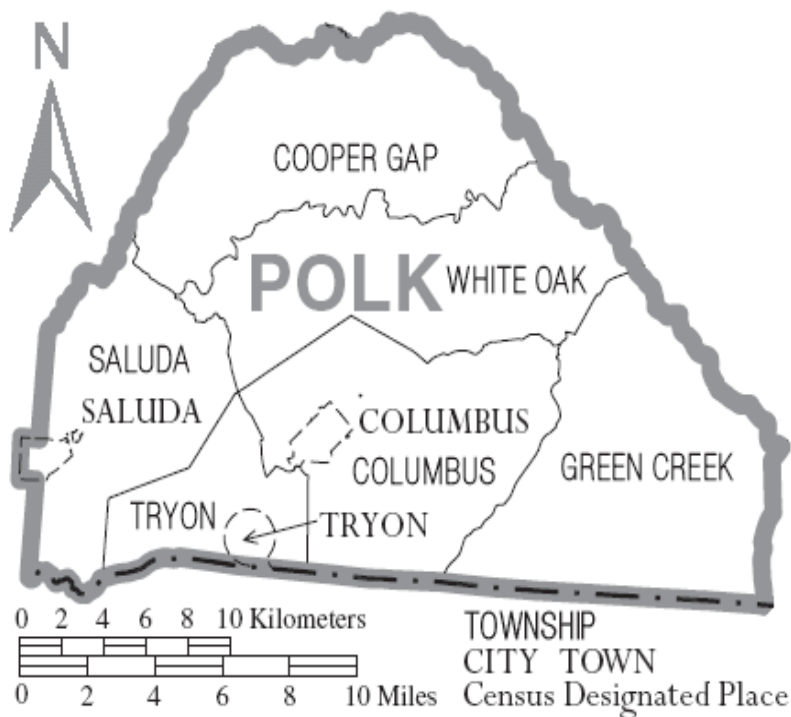 N
COOPER GAP
POLK
WHITE OAK
SALUDA
SALUDA
COLUMBUS
COLUMBUS
GREEN CREEK
TRYON
TRYON
0 2 4 6 8 10 Kilometers
0 2 4 6 8 10 Miles
TOWNSHIP
CITY TOWN
Census Designated Place